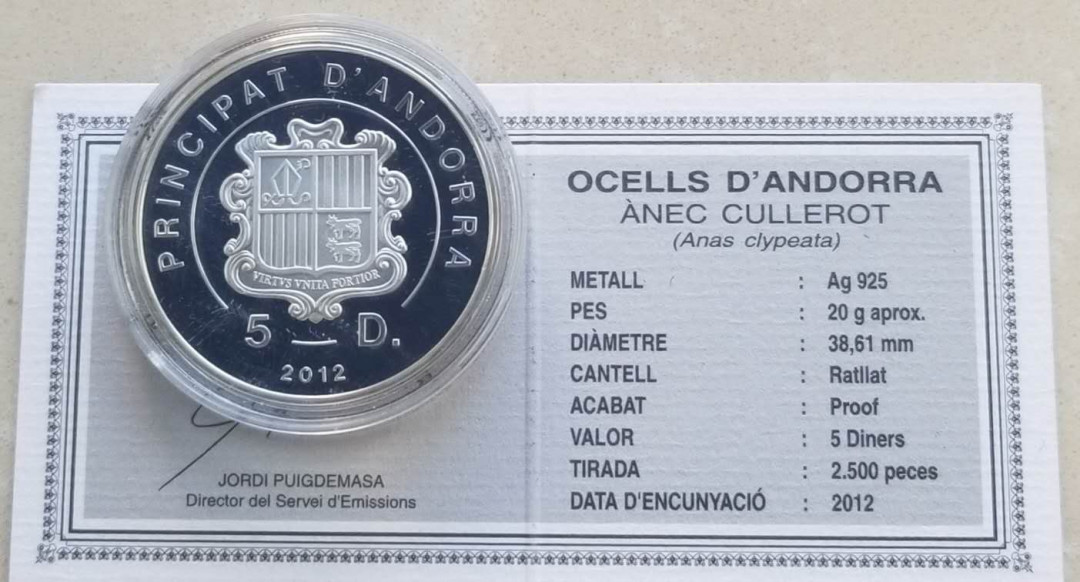 PRINCIPAT D'ANDORRA
VIRTVS VNITA FORTIOR
5 D.
2012
JORDI PUIGDEMASA
Director del Servei d'Emissions
OCELLS D'ANDORRA
ÀNEC CULLEROT
(Anas clypeata)
METALL : Ag 925
PES : 20 g aprox.
DIÀMETRE : 38,61 mm
CANTELL : Ratllat
ACABAT : Proof
VALOR : 5 Diners
TIRADA : 2.500 peces
DATA D'ENCUNYACIÓ : 2012